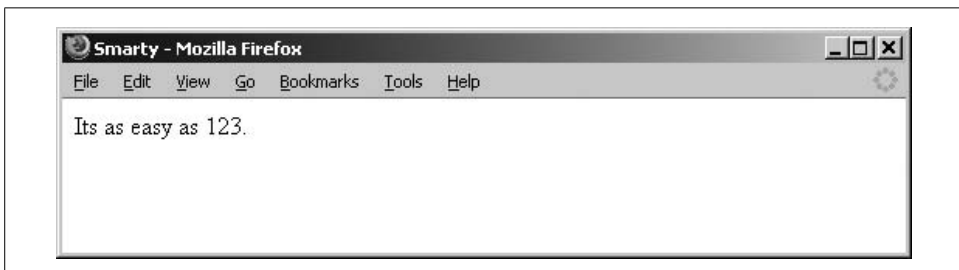 Smarty - Mozilla Firefox
File Edit View Go Bookmarks Tools Help
Its as easy as 123.